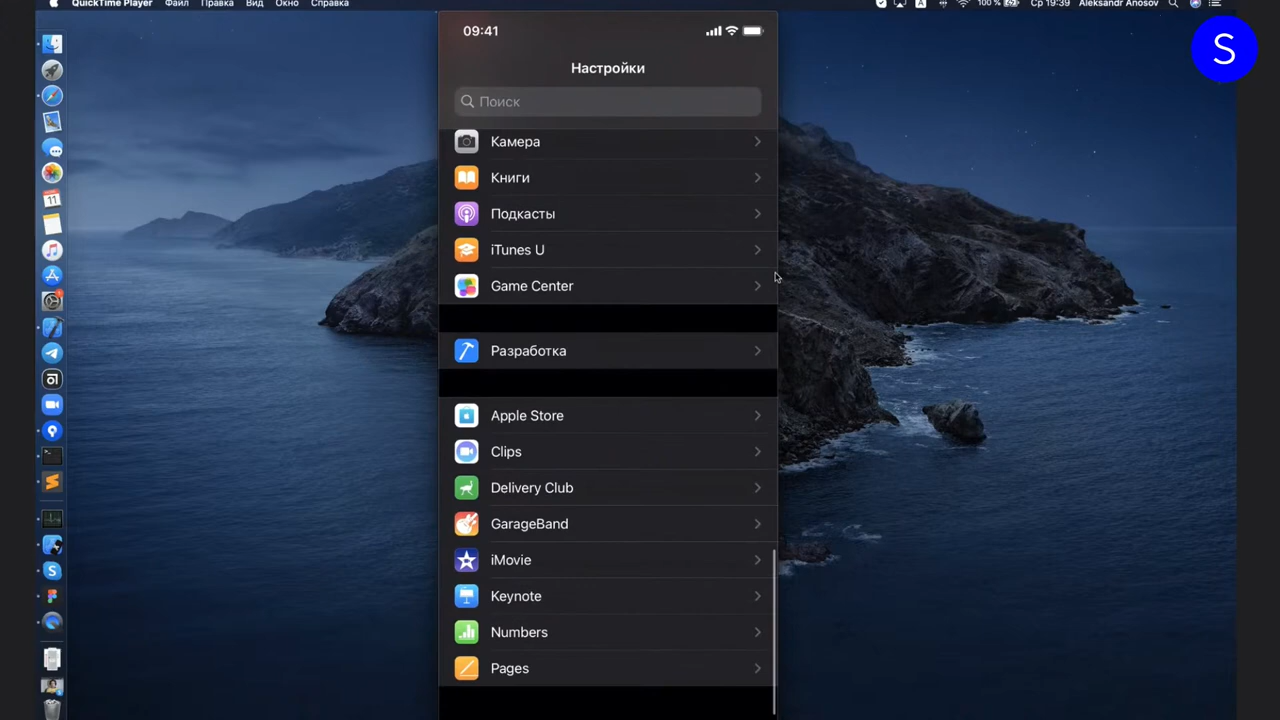 QuickTime Player Файл Правка Вид Окно Справка 100 % Ср 19:39 Aleksandr Anosov
S
09:41
Настройки
Поиск
Камера
Книги
Подкасты
iTunes U
Game Center
Разработка
Apple Store
Clips
Delivery Club
GarageBand
iMovie
Keynote
Numbers
Pages